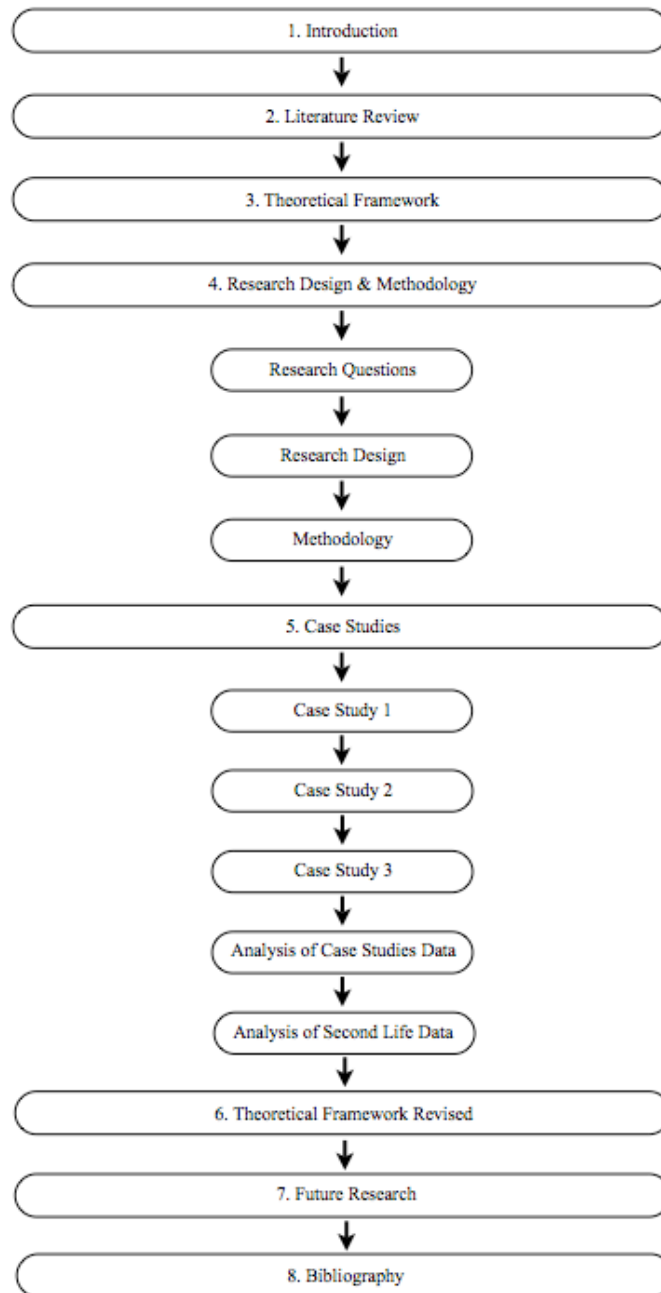 1. Introduction
2. Literature Review
3. Theoretical Framework
4. Research Design & Methodology
Research Questions
Research Design
Methodology
5. Case Studies
Case Study 1
Case Study 2
Case Study 3
Analysis of Case Studies Data
Analysis of Second Life Data
6. Theoretical Framework Revised
7. Future Research
8. Bibliography